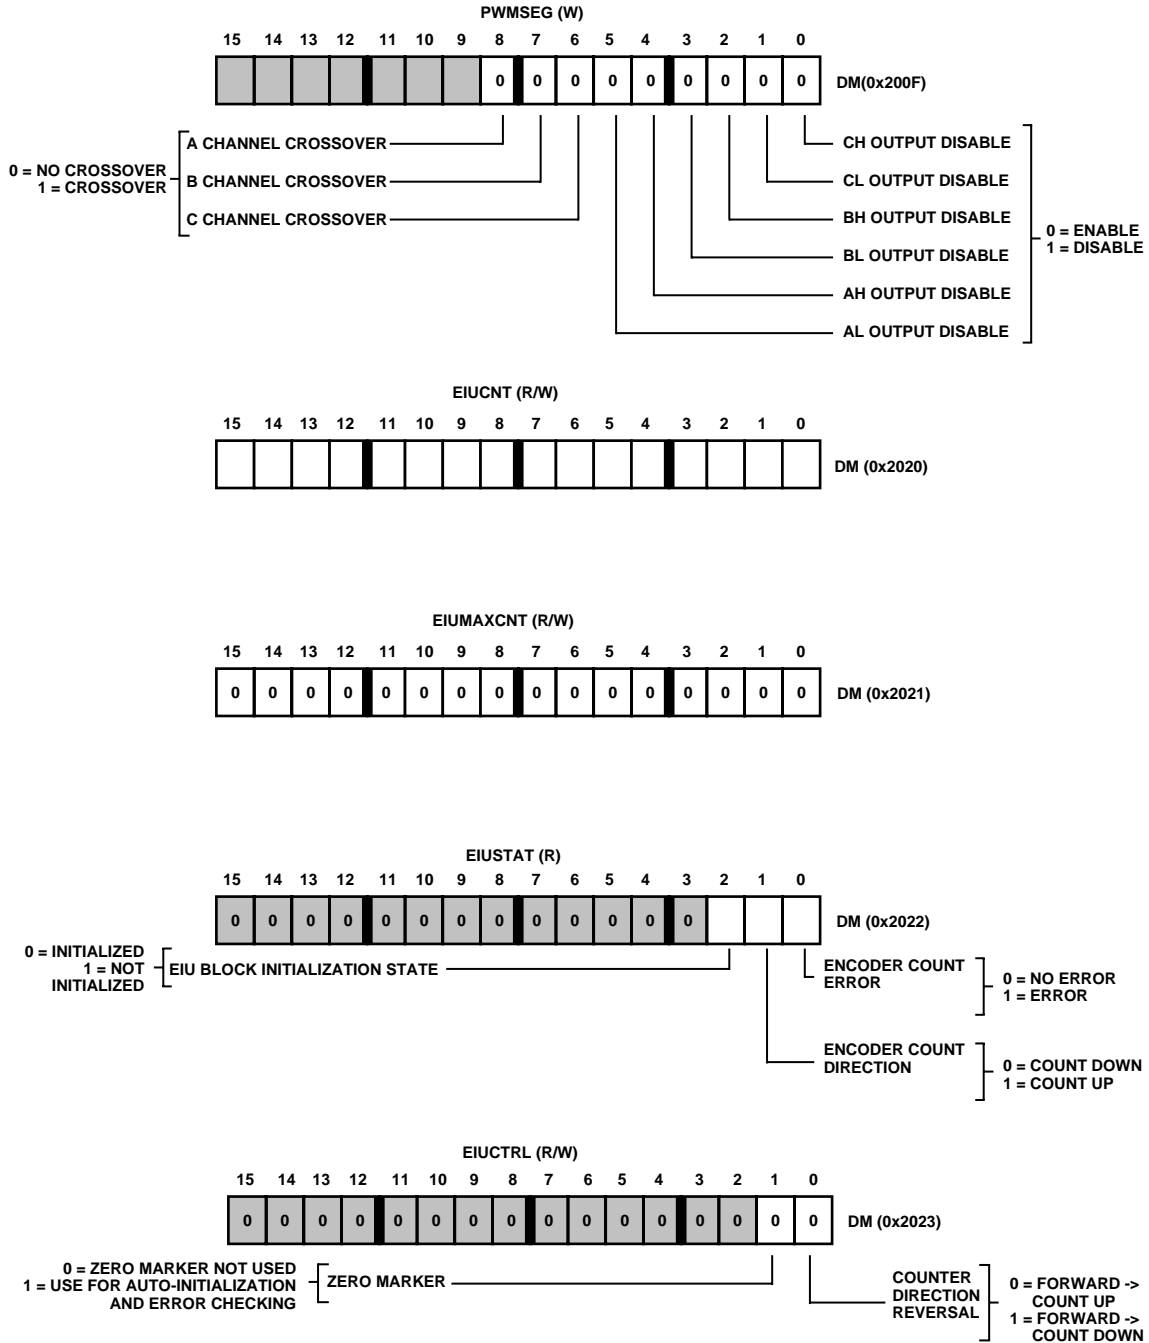 PWMSEG (W)
15 14 13 12 11 10 9 8 7 6 5 4 3 2 1 0
0 0 0 0 0 0 0 0 0
DM(0x200F)
A CHANNEL CROSSOVER
B CHANNEL CROSSOVER
C CHANNEL CROSSOVER
0 = NO CROSSOVER
1 = CROSSOVER
CH OUTPUT DISABLE
CL OUTPUT DISABLE
BH OUTPUT DISABLE
BL OUTPUT DISABLE
AH OUTPUT DISABLE
AL OUTPUT DISABLE
0 = ENABLE
1 = DISABLE
EIUCNT (R/W)
15 14 13 12 11 10 9 8 7 6 5 4 3 2 1 0
DM (0x2020)
EIUMAXCNT (R/W)
15 14 13 12 11 10 9 8 7 6 5 4 3 2 1 0
0 0 0 0 0 0 0 0 0 0 0 0 0 0 0 0
DM (0x2021)
EIUSTAT (R)
15 14 13 12 11 10 9 8 7 6 5 4 3 2 1 0
0 0 0 0 0 0 0 0 0 0 0 0 0
DM (0x2022)
0 = INITIALIZED
1 = NOT
INITIALIZED
EIU BLOCK INITIALIZATION STATE
ENCODER COUNT
ERROR
0 = NO ERROR
1 = ERROR
ENCODER COUNT
DIRECTION
0 = COUNT DOWN
1 = COUNT UP
EIUCTRL (R/W)
15 14 13 12 11 10 9 8 7 6 5 4 3 2 1 0
0 0 0 0 0 0 0 0 0 0 0 0 0 0 0 0
DM (0x2023)
0 = ZERO MARKER NOT USED
1 = USE FOR AUTO-INITIALIZATION
AND ERROR CHECKING
ZERO MARKER
COUNTER
DIRECTION
REVERSAL
0 = FORWARD ->
COUNT UP
1 = FORWARD ->
COUNT DOWN